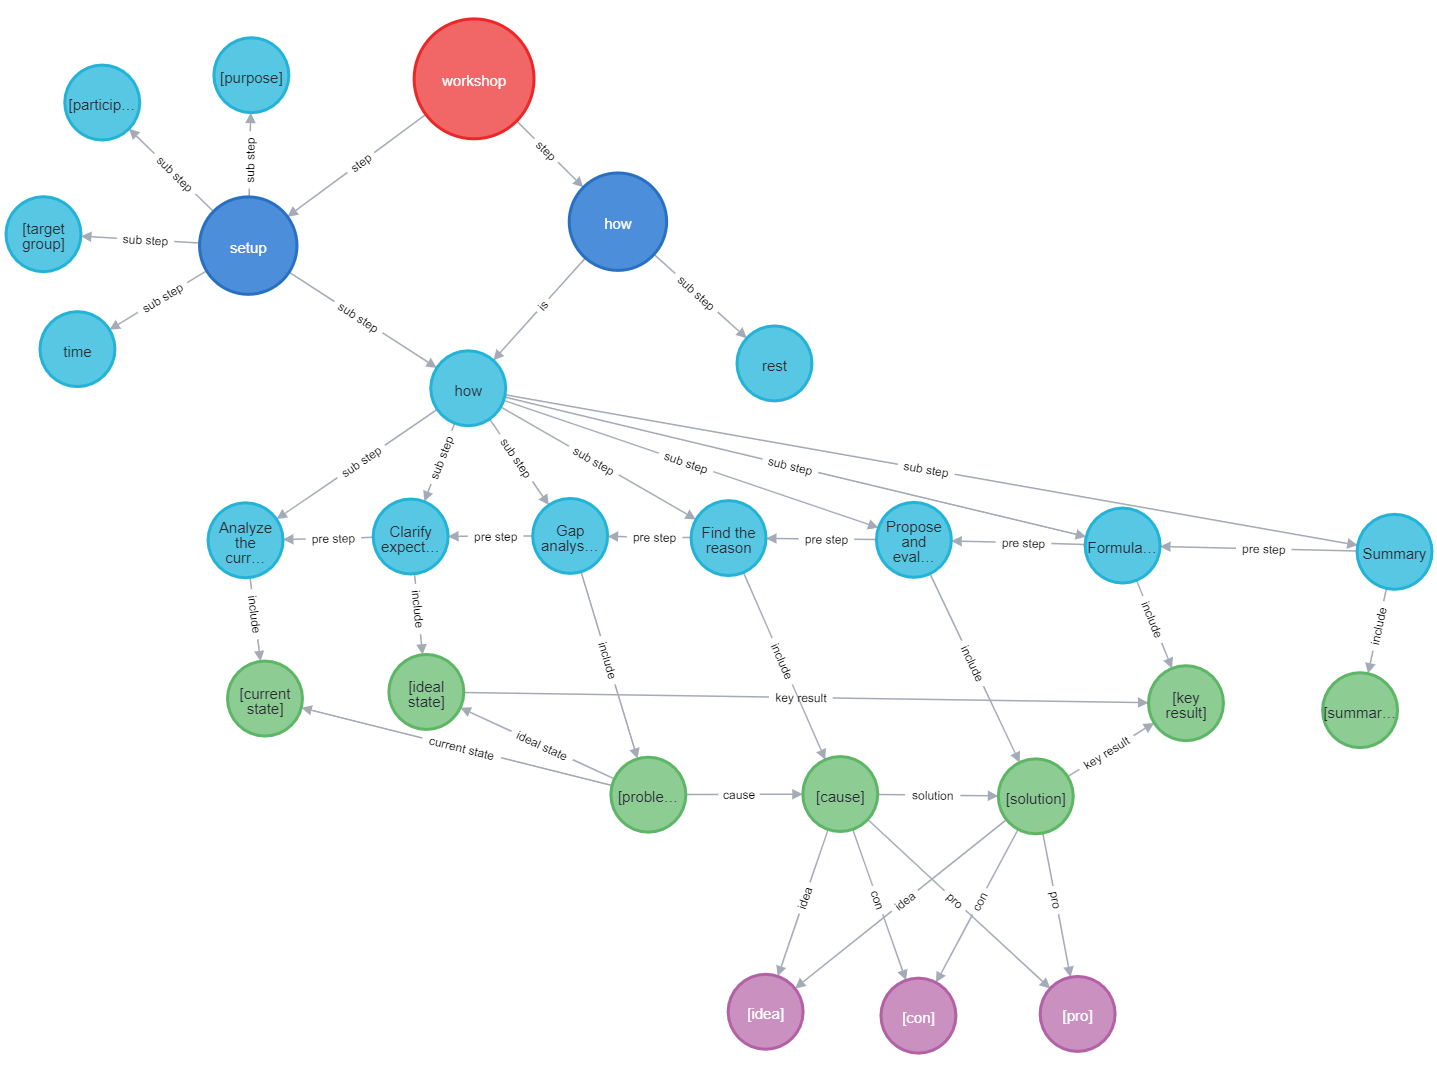 workshop
[purpose]
[particip...
step
step
sub step
sub step
[target
group]
sub step
setup
how
sub step
sub step
is
sub step
time
rest
how
sub step
sub step
sub step
sub step
sub step
sub step
sub step
Analyze
the
curr...
pre step
Clarify
expect...
pre step
Gap
analys...
pre step
Find the
reason
pre step
Propose
and
eval...
pre step
Formula...
pre step
Summary
include
include
include
include
include
include
include
[current
state]
[ideal
state]
key result
[key
result]
[summar...
current state
ideal state
key result
[proble...
cause
[cause]
solution
[solution]
idea
con
idea
pro
con
pro
[idea]
[con]
[pro]